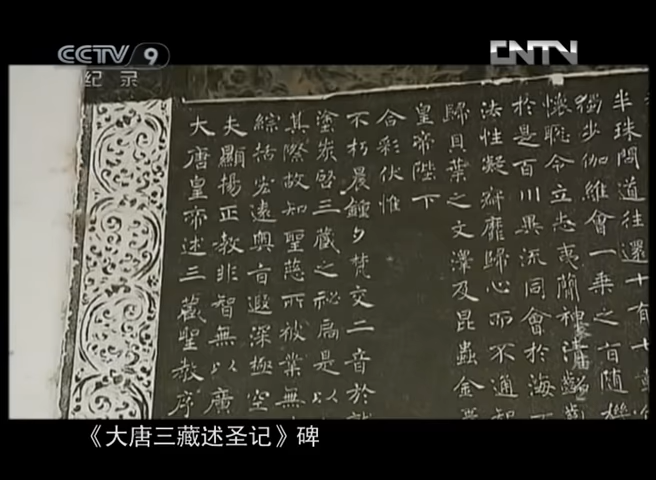 CCTV 9
纪录
CNTV
大唐皇帝述三藏聖教序
夫顯揚正教非智無以廣
綜括宏遠奧旨遐深極空
其際故知聖慈所被業無
塗炭啓三藏之祕扃是以
不朽晨鍾夕梵交二音於
合彩伏惟
皇帝陛下
歸貝葉之文澤及昆蟲金
法性凝寂靡歸心而不通智
於是百川異流同會於海
懷聰令立志夷簡神清齠
獨步伽維會一乘之旨隨機
半珠問道往還十有七
《大唐三藏述圣记》碑